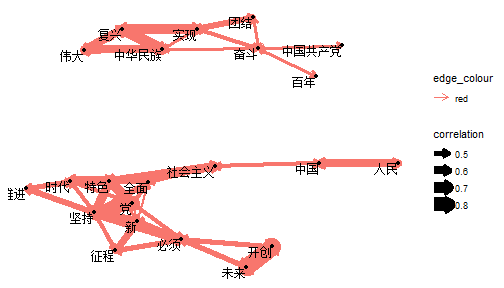 团结
复兴
实现
伟大
中华民族
奋斗
中国共产党
百年
edge_colour
red
correlation
0.5
0.6
0.7
0.8
社会主义
中国
人民
推进
时代
特色
全面
坚持
党
新
征程
必须
开创
未来